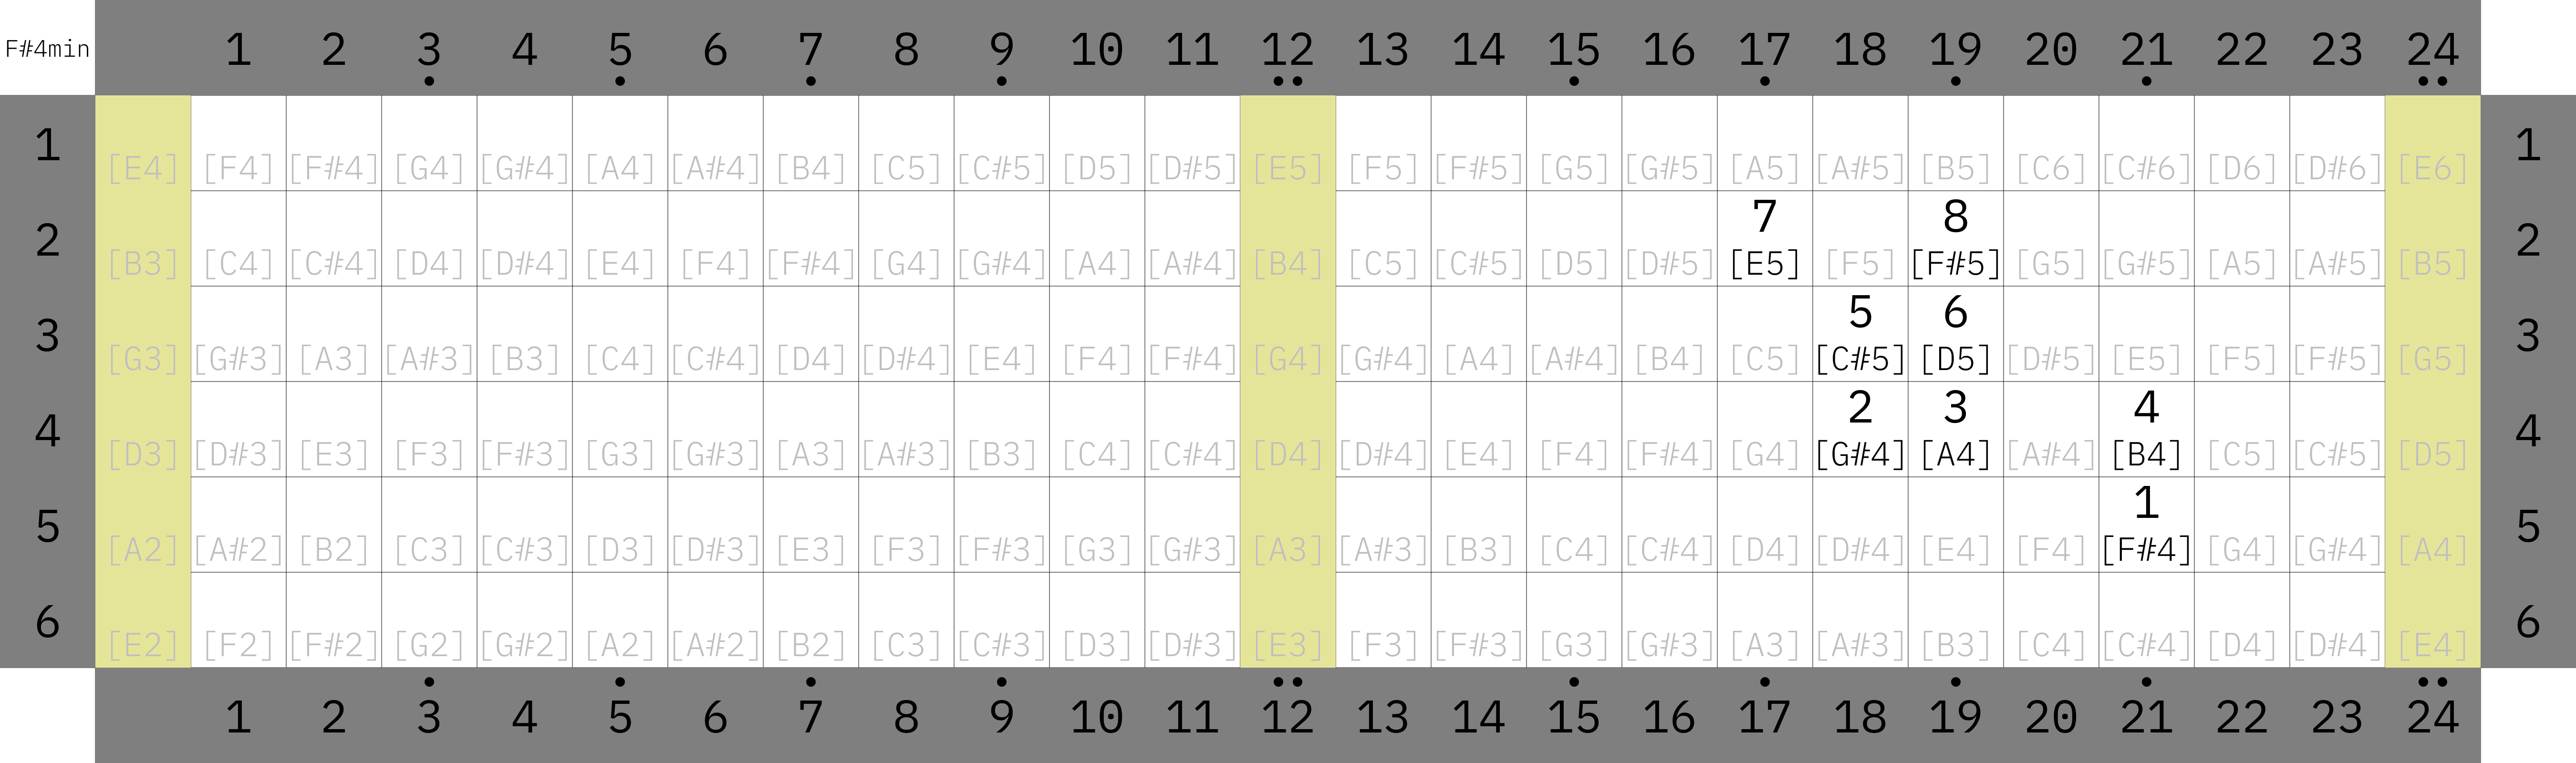 F#4min 1 2 3 4 5 6 7 8 9 10 11 12 13 14 15 16 17 18 19 20 21 22 23 24
1 [E4] [F4] [F#4] [G4] [G#4] [A4] [A#4] [B4] [C5] [C#5] [D5] [D#5] [E5] [F5] [F#5] [G5] [G#5] [A5] [A#5] [B5] [C6] [C#6] [D6] [D#6] [E6] 1
7 8
2 [B3] [C4] [C#4] [D4] [D#4] [E4] [F4] [F#4] [G4] [G#4] [A4] [A#4] [B4] [C5] [C#5] [D5] [D#5] [E5] [F5] [F#5] [G5] [G#5] [A5] [A#5] [B5] 2
5 6
3 [G3] [G#3] [A3] [A#3] [B3] [C4] [C#4] [D4] [D#4] [E4] [F4] [F#4] [G4] [G#4] [A4] [A#4] [B4] [C5] [C#5] [D5] [D#5] [E5] [F5] [F#5] [G5] 3
2 3 4
4 [D3] [D#3] [E3] [F3] [F#3] [G3] [G#3] [A3] [A#3] [B3] [C4] [C#4] [D4] [D#4] [E4] [F4] [F#4] [G4] [G#4] [A4] [A#4] [B4] [C5] [C#5] [D5] 4
1
5 [A2] [A#2] [B2] [C3] [C#3] [D3] [D#3] [E3] [F3] [F#3] [G3] [G#3] [A3] [A#3] [B3] [C4] [C#4] [D4] [D#4] [E4] [F4] [F#4] [G4] [G#4] [A4] 5
6 [E2] [F2] [F#2] [G2] [G#2] [A2] [A#2] [B2] [C3] [C#3] [D3] [D#3] [E3] [F3] [F#3] [G3] [G#3] [A3] [A#3] [B3] [C4] [C#4] [D4] [D#4] [E4] 6
1 2 3 4 5 6 7 8 9 10 11 12 13 14 15 16 17 18 19 20 21 22 23 24